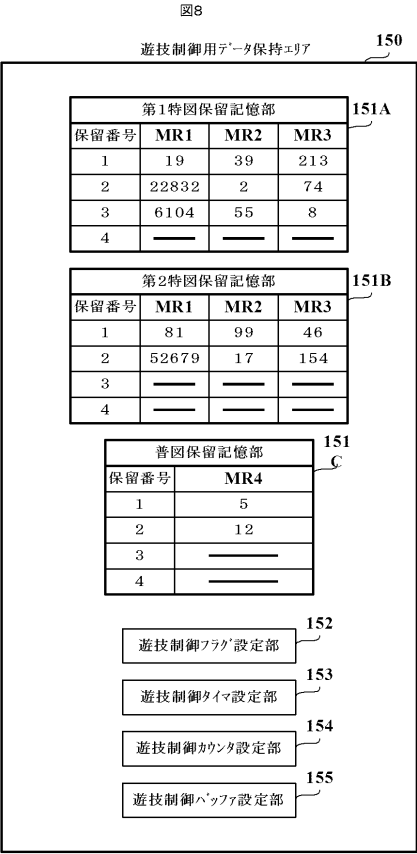 図8
遊技制御用データ保持エリア
150
第1特図保留記憶部
151A
保留番号 MR1 MR2 MR3
1 19 39 213
2 22832 2 74
3 6104 55 8
4
第2特図保留記憶部
151B
保留番号 MR1 MR2 MR3
1 81 99 46
2 52679 17 154
3
4
普図保留記憶部
151
C
保留番号 MR4
1 5
2 12
3
4
152
遊技制御フラグ設定部
153
遊技制御タイマ設定部
154
遊技制御カウンタ設定部
155
遊技制御バッファ設定部